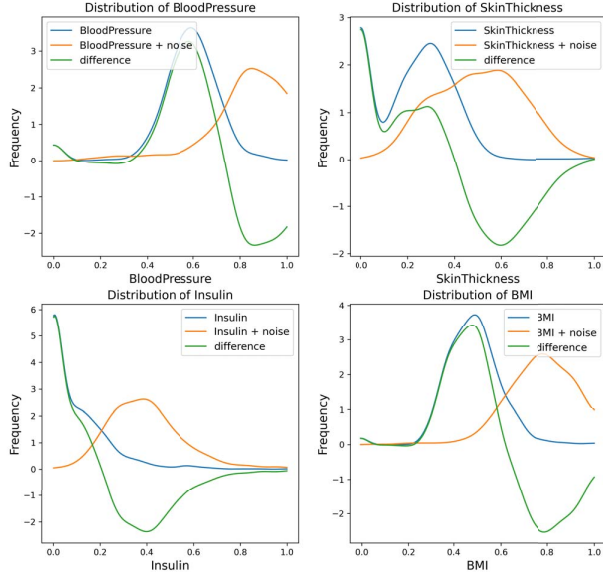 Distribution of BloodPressure
BloodPressure
BloodPressure + noise
difference
Frequency
3
2
1
0
−1
−2
0.0 0.2 0.4 0.6 0.8 1.0
BloodPressure
Distribution of SkinThickness
SkinThickness
SkinThickness + noise
difference
Frequency
3
2
1
0
−1
−2
0.0 0.2 0.4 0.6 0.8 1.0
SkinThickness
Distribution of Insulin
Insulin
Insulin + noise
difference
Frequency
6
5
4
3
2
1
0
−1
−2
0.0 0.2 0.4 0.6 0.8 1.0
Insulin
Distribution of BMI
BMI
BMI + noise
difference
Frequency
4
3
2
1
0
−1
−2
0.0 0.2 0.4 0.6 0.8 1.0
BMI